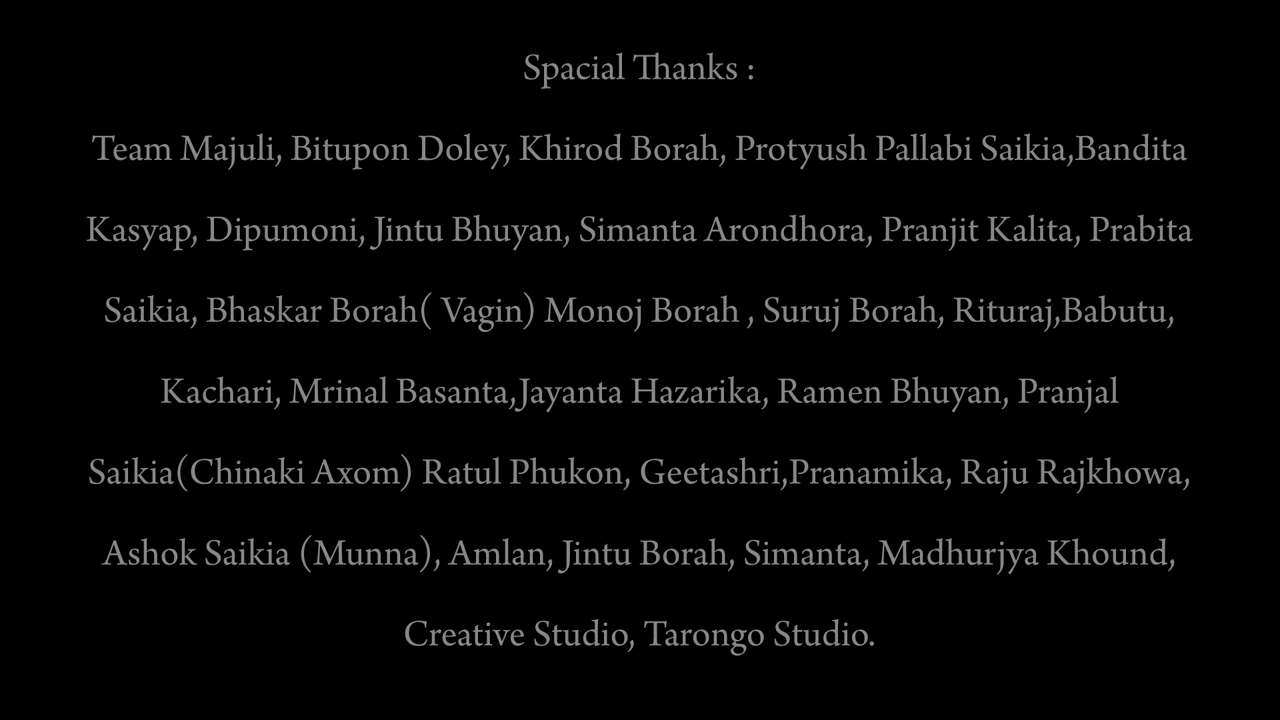 Spacial Thanks :
Team Majuli, Bitupon Doley, Khirod Borah, Protyush Pallabi Saikia,Bandita
Kasyap, Dipumoni, Jintu Bhuyan, Simanta Arondhora, Pranjit Kalita, Prabita
Saikia, Bhaskar Borah( Vagin) Monoj Borah , Suruj Borah, Rituraj,Babutu,
Kachari, Mrinal Basanta,Jayanta Hazarika, Ramen Bhuyan, Pranjal
Saikia(Chinaki Axom) Ratul Phukon, Geetashri,Pranamika, Raju Rajkhowa,
Ashok Saikia (Munna), Amlan, Jintu Borah, Simanta, Madhurjya Khound,
Creative Studio, Tarongo Studio.